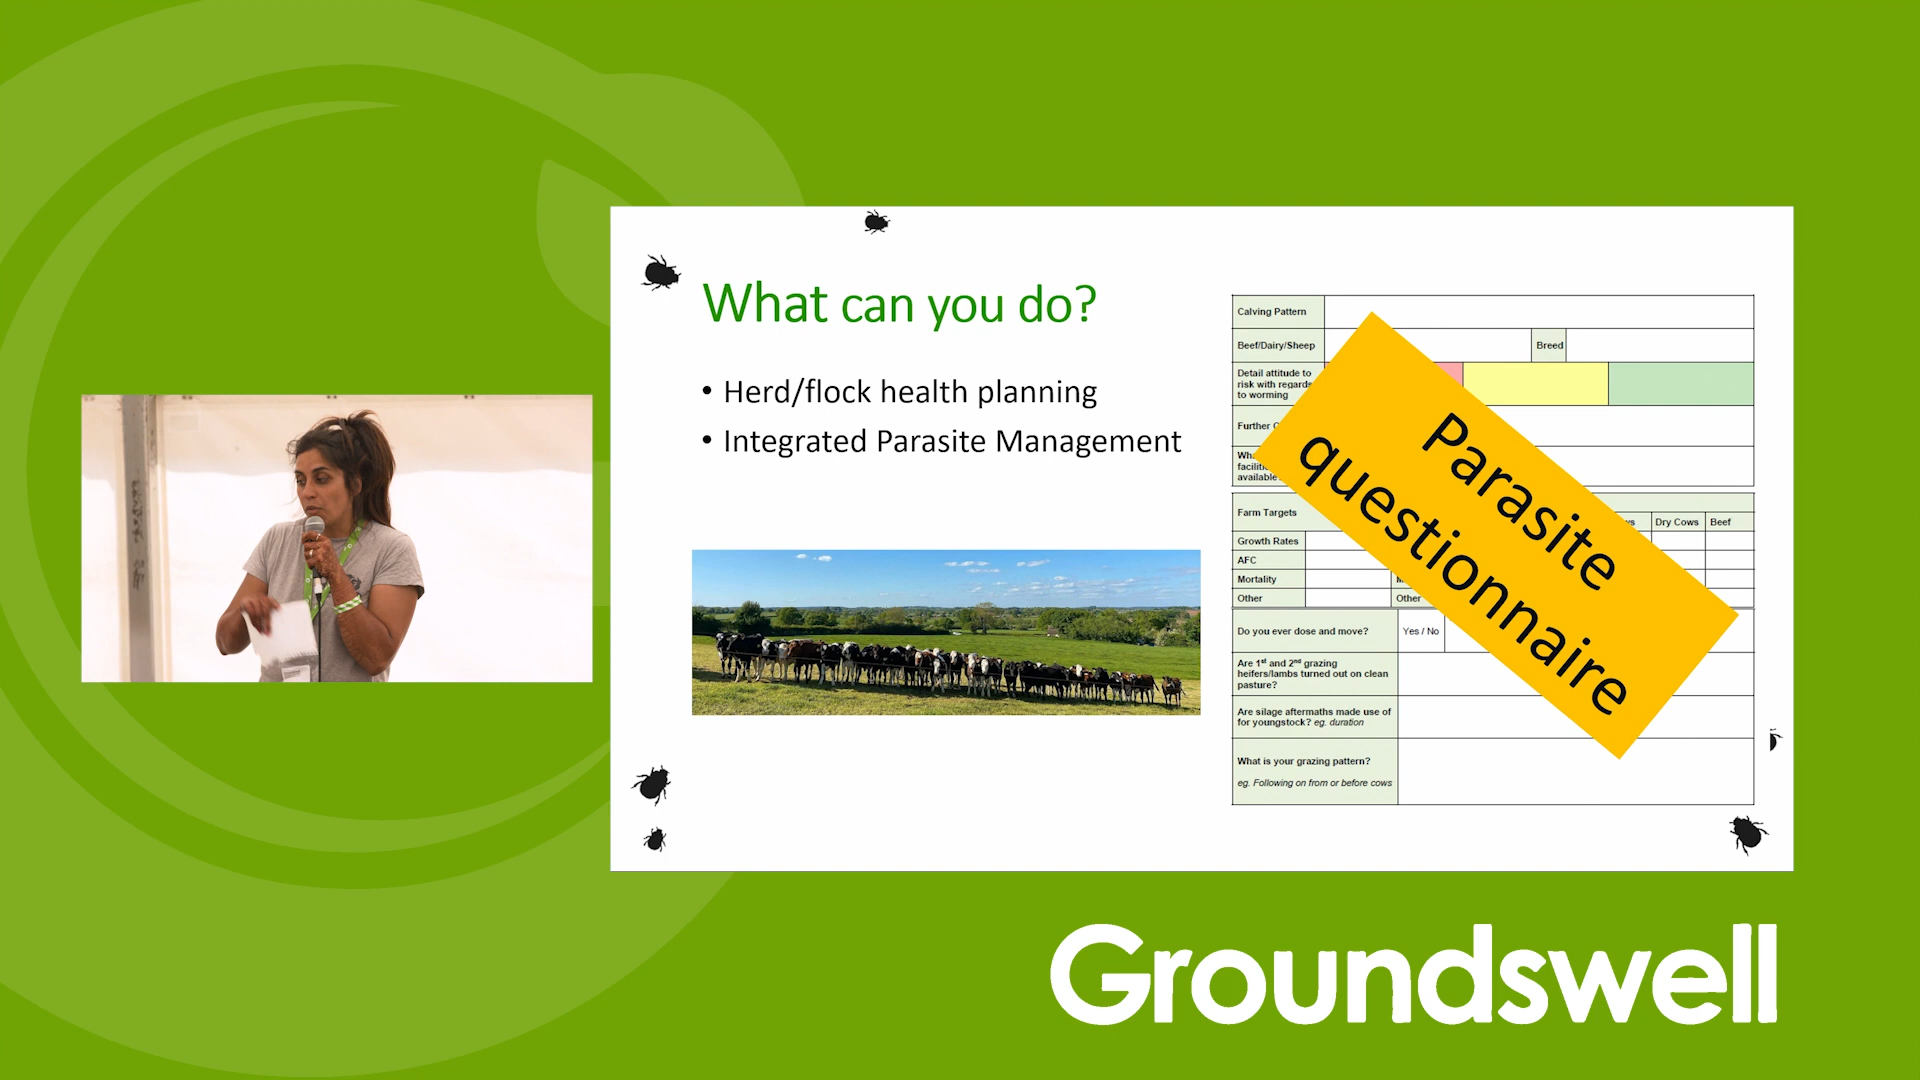 What can you do?
• Herd/flock health planning
• Integrated Parasite Management
Calving Pattern
Beef/Dairy/Sheep
Breed
Detail attitude to
risk with regards
to worming
Further
facili
available
Farm Targets
Dry Cows
Beef
Growth Rates
AFC
Mortality
Other
Other
Do you ever dose and move?
Yes / No
Are 1st and 2nd grazing
heifers/lambs turned out on clean
pasture?
Are silage aftermaths made use of
for youngstock? eg. duration
What is your grazing pattern?
eg. Following on from or before cows
Parasite
questionnaire
Groundswell